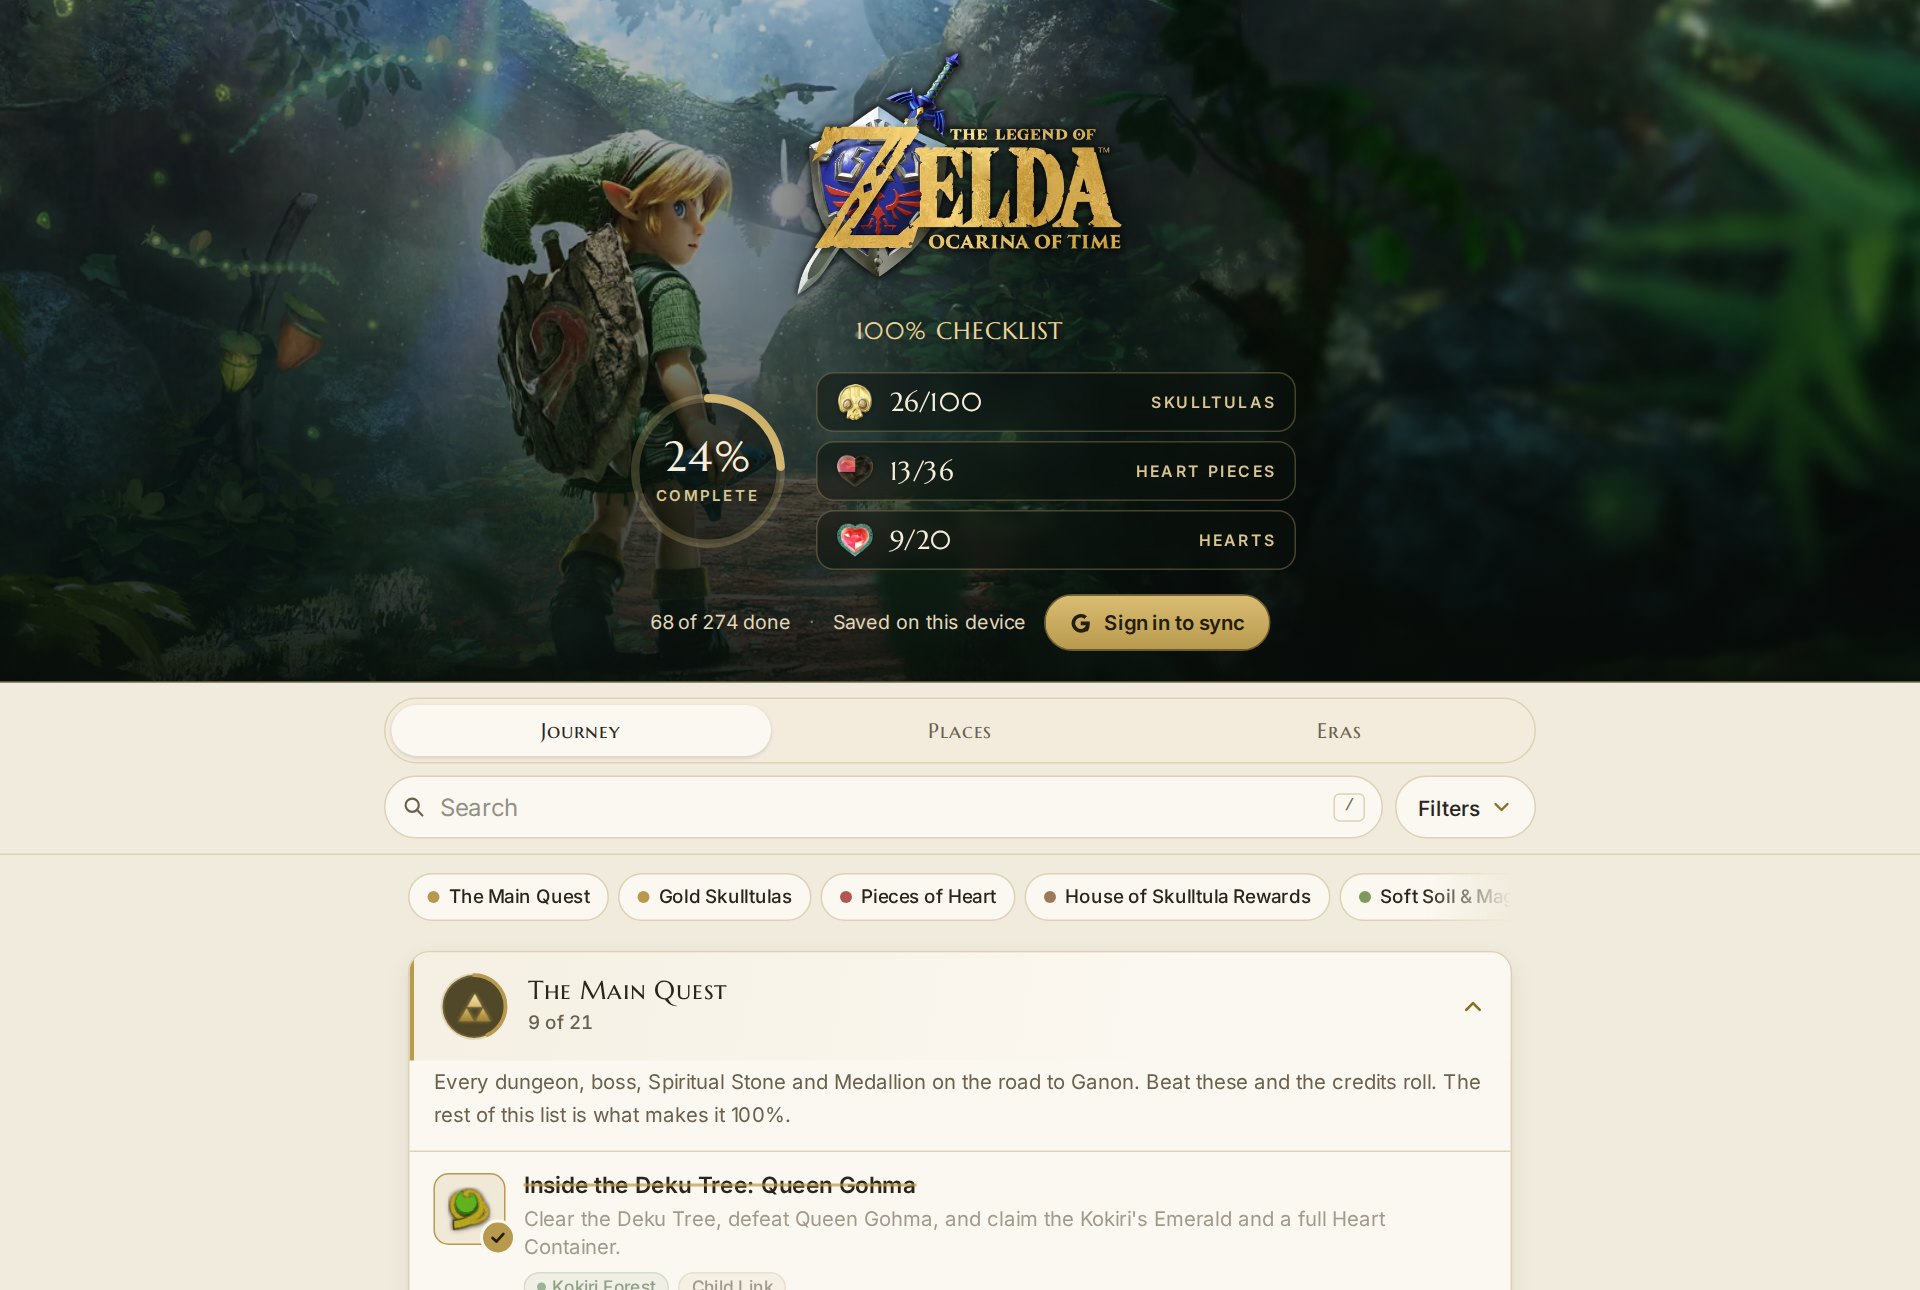 THE LEGEND OF
ZELDA™
OCARINA OF TIME
100% CHECKLIST
24%
COMPLETE
26/100 SKULLTULAS
13/36 HEART PIECES
9/20 HEARTS
68 of 274 done · Saved on this device G Sign in to sync
Journey Places Eras
Search / Filters
The Main Quest Gold Skulltulas Pieces of Heart House of Skulltula Rewards Soft Soil &
The Main Quest
9 of 21
Every dungeon, boss, Spiritual Stone and Medallion on the road to Ganon. Beat these and the credits roll. The
rest of this list is what makes it 100%.
Inside the Deku Tree: Queen Gohma
Clear the Deku Tree, defeat Queen Gohma, and claim the Kokiri's Emerald and a full Heart
Container.
Kokiri Forest Child Link